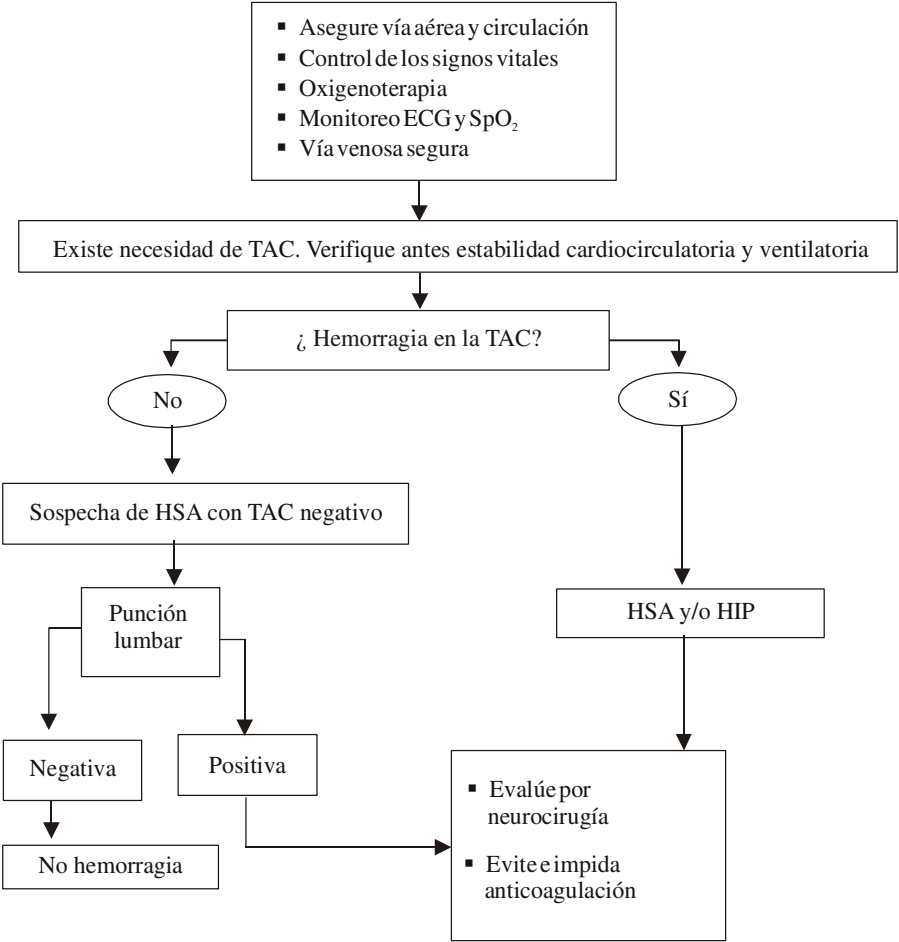 ▪ Asegure vía aérea y circulación
▪ Control de los signos vitales
▪ Oxigenoterapia
▪ Monitoreo ECG y SpO₂
▪ Vía venosa segura
Existe necesidad de TAC. Verifique antes estabilidad cardiocirculatoria y ventilatoria
¿ Hemorragia en la TAC?
No
Sí
Sospecha de HSA con TAC negativo
Punción
lumbar
HSA y/o HIP
Negativa
Positiva
No hemorragia
▪ Evalúe por
neurocirugía
▪ Evite e impida
anticoagulación